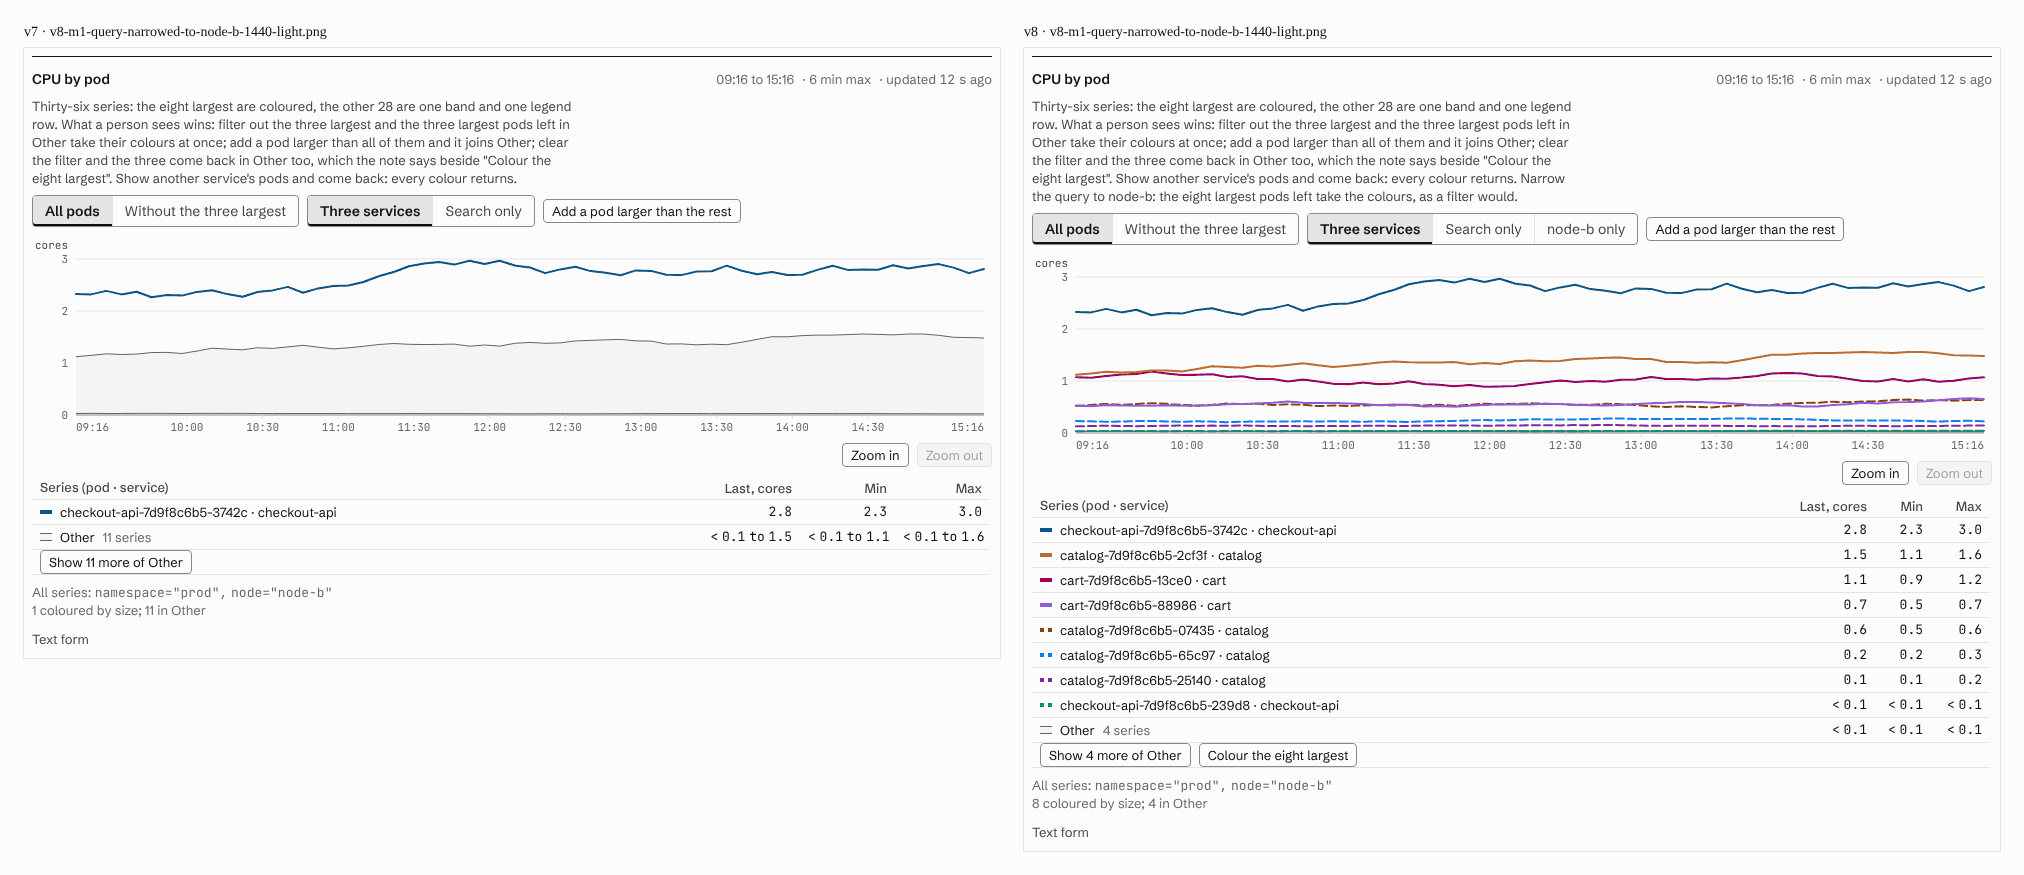 v7 · v8-m1-query-narrowed-to-node-b-1440-light.png
CPU by pod
09:16 to 15:16 · 6 min max · updated 12 s ago
Thirty-six series: the eight largest are coloured, the other 28 are one band and one legend
row. What a person sees wins: filter out the three largest and the three largest pods left in
Other take their colours at once; add a pod larger than all of them and it joins Other; clear
the filter and the three come back in Other too, which the note says beside "Colour the
eight largest". Show another service's pods and come back: every colour returns.
All pods Without the three largest Three services Search only Add a pod larger than the rest
cores
3
2
1
0
09:16 10:00 10:30 11:00 11:30 12:00 12:30 13:00 13:30 14:00 14:30 15:16
Zoom in Zoom out
Series (pod · service) Last, cores Min Max
checkout-api-7d9f8c6b5-3742c · checkout-api 2.8 2.3 3.0
Other 11 series < 0.1 to 1.5 < 0.1 to 1.1 < 0.1 to 1.6
Show 11 more of Other
All series: namespace="prod", node="node-b"
1 coloured by size; 11 in Other
Text form
v8 · v8-m1-query-narrowed-to-node-b-1440-light.png
CPU by pod
09:16 to 15:16 · 6 min max · updated 12 s ago
Thirty-six series: the eight largest are coloured, the other 28 are one band and one legend
row. What a person sees wins: filter out the three largest and the three largest pods left in
Other take their colours at once; add a pod larger than all of them and it joins Other; clear
the filter and the three come back in Other too, which the note says beside "Colour the
eight largest". Show another service's pods and come back: every colour returns. Narrow
the query to node-b: the eight largest pods left take the colours, as a filter would.
All pods Without the three largest Three services Search only node-b only Add a pod larger than the rest
cores
3
2
1
0
09:16 10:00 10:30 11:00 11:30 12:00 12:30 13:00 13:30 14:00 14:30 15:16
Zoom in Zoom out
Series (pod · service) Last, cores Min Max
checkout-api-7d9f8c6b5-3742c · checkout-api 2.8 2.3 3.0
catalog-7d9f8c6b5-2cf3f · catalog 1.5 1.1 1.6
cart-7d9f8c6b5-13ce0 · cart 1.1 0.9 1.2
cart-7d9f8c6b5-88986 · cart 0.7 0.5 0.7
catalog-7d9f8c6b5-07435 · catalog 0.6 0.5 0.6
catalog-7d9f8c6b5-65c97 · catalog 0.2 0.2 0.3
catalog-7d9f8c6b5-25140 · catalog 0.1 0.1 0.2
checkout-api-7d9f8c6b5-239d8 · checkout-api < 0.1 < 0.1 < 0.1
Other 4 series < 0.1 < 0.1 < 0.1
Show 4 more of Other Colour the eight largest
All series: namespace="prod", node="node-b"
8 coloured by size; 4 in Other
Text form